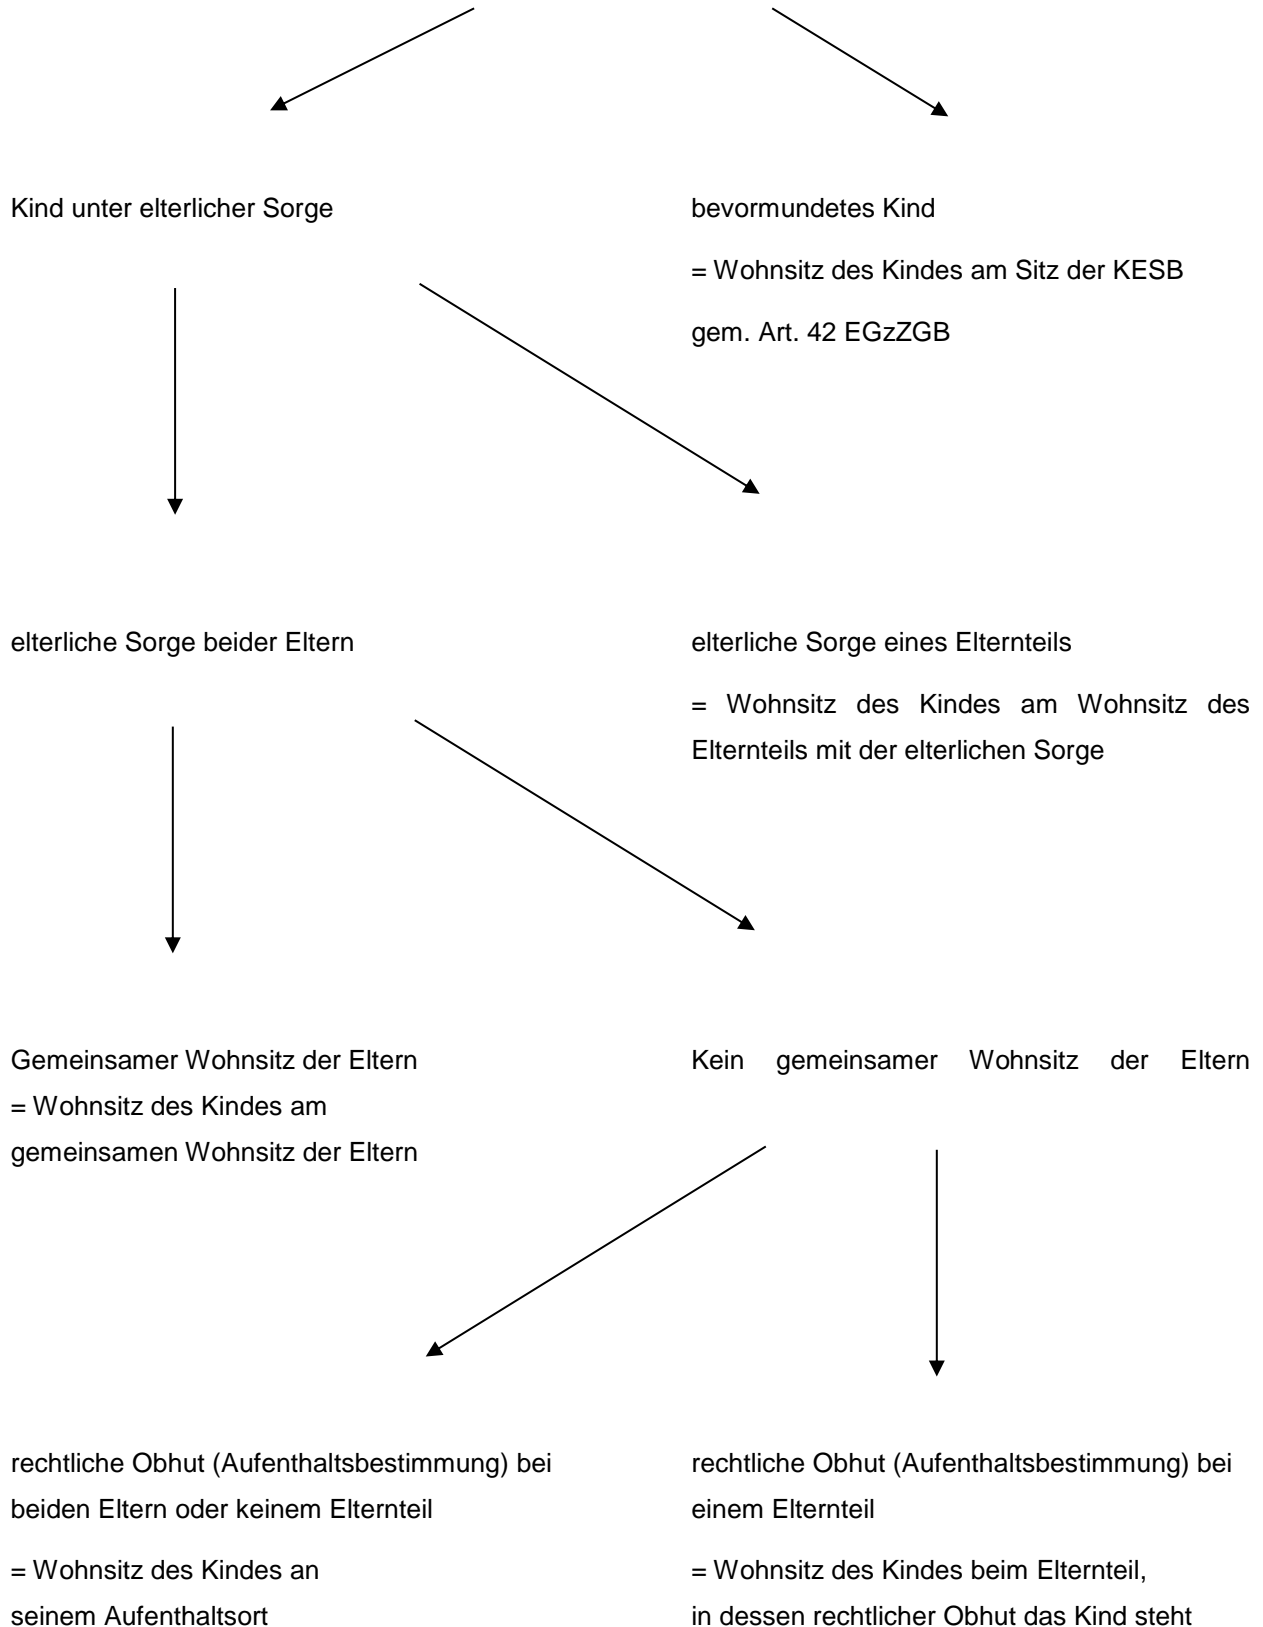 Kind unter elterlicher Sorge
bevormundetes Kind
= Wohnsitz des Kindes am Sitz der KESB
gem. Art. 42 EGzZGB
elterliche Sorge beider Eltern
elterliche Sorge eines Elternteils
= Wohnsitz des Kindes am Wohnsitz des
Elternteils mit der elterlichen Sorge
Gemeinsamer Wohnsitz der Eltern
= Wohnsitz des Kindes am
gemeinsamen Wohnsitz der Eltern
Kein gemeinsamer Wohnsitz der Eltern
rechtliche Obhut (Aufenthaltsbestimmung) bei
beiden Eltern oder keinem Elternteil
= Wohnsitz des Kindes an
seinem Aufenthaltsort
rechtliche Obhut (Aufenthaltsbestimmung) bei
einem Elternteil
= Wohnsitz des Kindes beim Elternteil,
in dessen rechtlicher Obhut das Kind steht